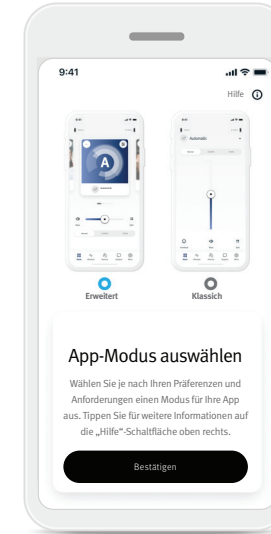 9:41
Hilfe
A
Automatic
Erweitert
Klassich
App-Modus auswählen
Wählen Sie je nach Ihren Präferenzen und
Anforderungen einen Modus für Ihre App
aus. Tippen Sie für weitere Informationen auf
die „Hilfe“-Schaltfläche oben rechts.
Bestätigen